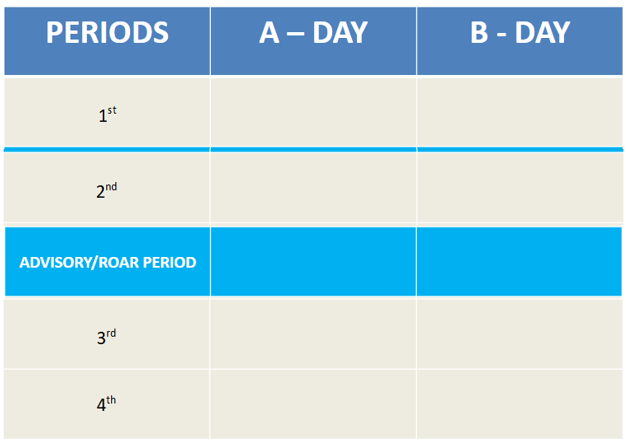 PERIODS A – DAY B - DAY
1st
2nd
ADVISORY/ROAR PERIOD
3rd
4th